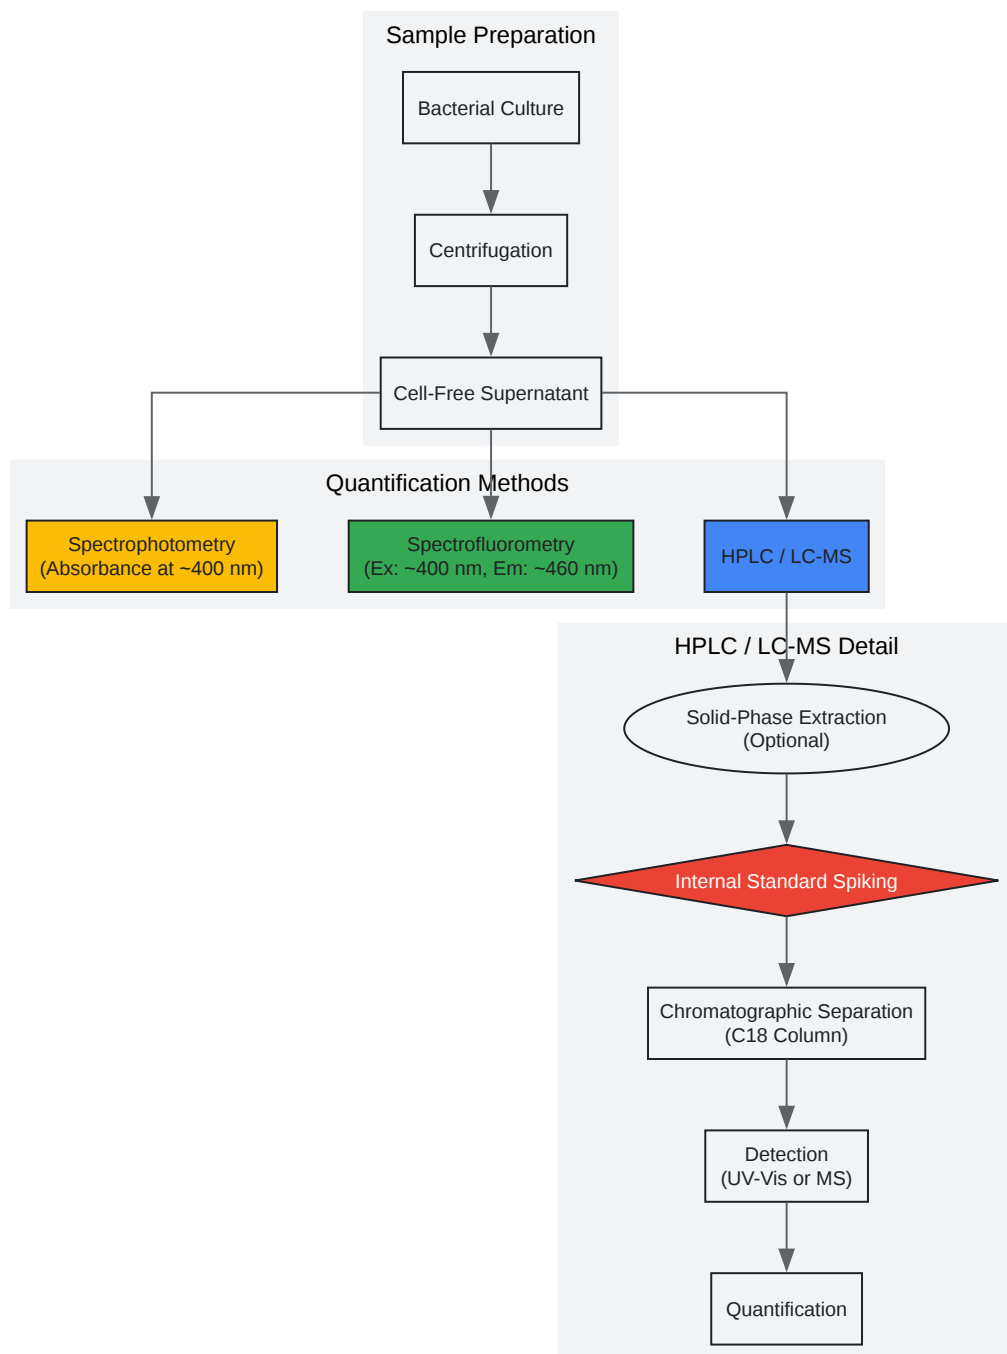 Sample Preparation
Bacterial Culture
Centrifugation
Cell-Free Supernatant
Quantification Methods
Spectrophotometry
(Absorbance at ~400 nm)
Spectrofluorometry
(Ex: ~400 nm, Em: ~460 nm)
HPLC / LC-MS
HPLC / LC-MS Detail
Solid-Phase Extraction
(Optional)
Internal Standard Spiking
Chromatographic Separation
(C18 Column)
Detection
(UV-Vis or MS)
Quantification